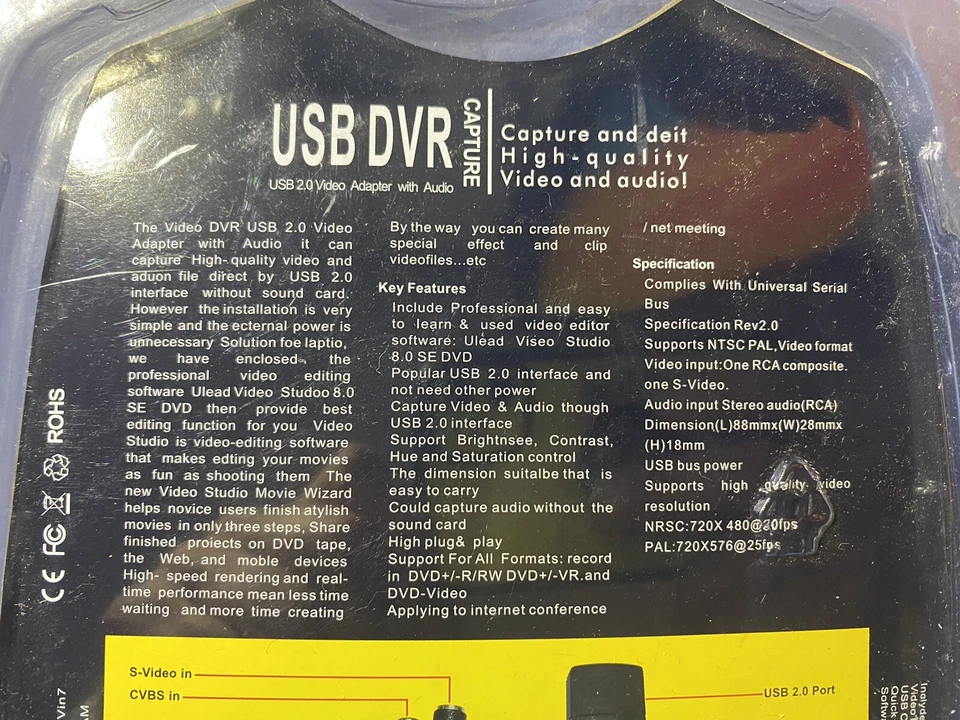 USB DVR
CAPTURE
USB 2.0 Video Adapter with Audio
Capture and deit
High-quality
Video and audio!
The Video DVR USB 2.0 Video
Adapter with Audio it can
capture High-quality video and
aduon file direct by USB 2.0
interface without sound card.
However the installation is very
simple and the ecternal power is
unnecessary Solution foe laptio,
we have enclosed the
professional video editing
software Ulead Video Studoo 8.0
SE DVD then provide best
editing function for you Video
Studio is video-editing software
that makes edting your movies
as fun as shooting them The
new Video Studio Movie Wizard
helps novice users finish atylish
movies in only three steps, Share
finished proiects on DVD tape,
the Web, and moble devices
High- speed rendering and real-
time performance mean less time
waiting and more time creating
By the way you can create many
special effect and clip
videofiles...etc
Key Features
Include Professional and easy
to learn & used video editor
software: Ulead Viseo Studio
8.0 SE DVD
Popular USB 2.0 interface and
not need other power
Capture Video & Audio though
USB 2.0 interface
Support Brightnsee, Contrast,
Hue and Saturation control
The dimension suitalbe that is
easy to carry
Could capture audio without the
sound card
High plug& play
Support For All Formats: record
in DVD+/-R/RW DVD+/-VR.and
DVD-Video
Applying to internet conference
/ net meeting
Specification
Complies With Universal Serial
Bus
Specification Rev2.0
Supports NTSC PAL,Video format
Video input:One RCA composite.
one S-Video.
Audio input Stereo audio(RCA)
Dimension(L)88mmx(W)28mmx
(H)18mm
USB bus power
Supports high quality video
resolution
NRSC:720X 480@30fps
PAL:720X576@25fps
CE FC ROHS
S-Video in
CVBS in
USB 2.0 Port
Vin7